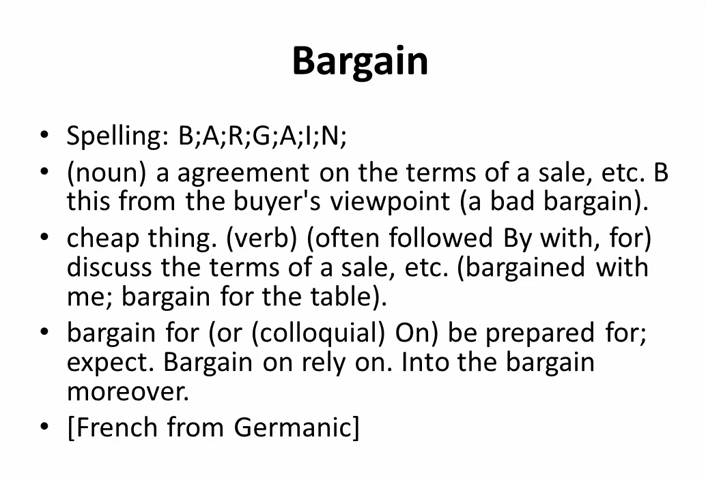 Bargain
• Spelling: B;A;R;G;A;I;N;
• (noun) a agreement on the terms of a sale, etc. B
this from the buyer's viewpoint (a bad bargain).
• cheap thing. (verb) (often followed By with, for)
discuss the terms of a sale, etc. (bargained with
me; bargain for the table).
• bargain for (or (colloquial) On) be prepared for;
expect. Bargain on rely on. Into the bargain
moreover.
• [French from Germanic]